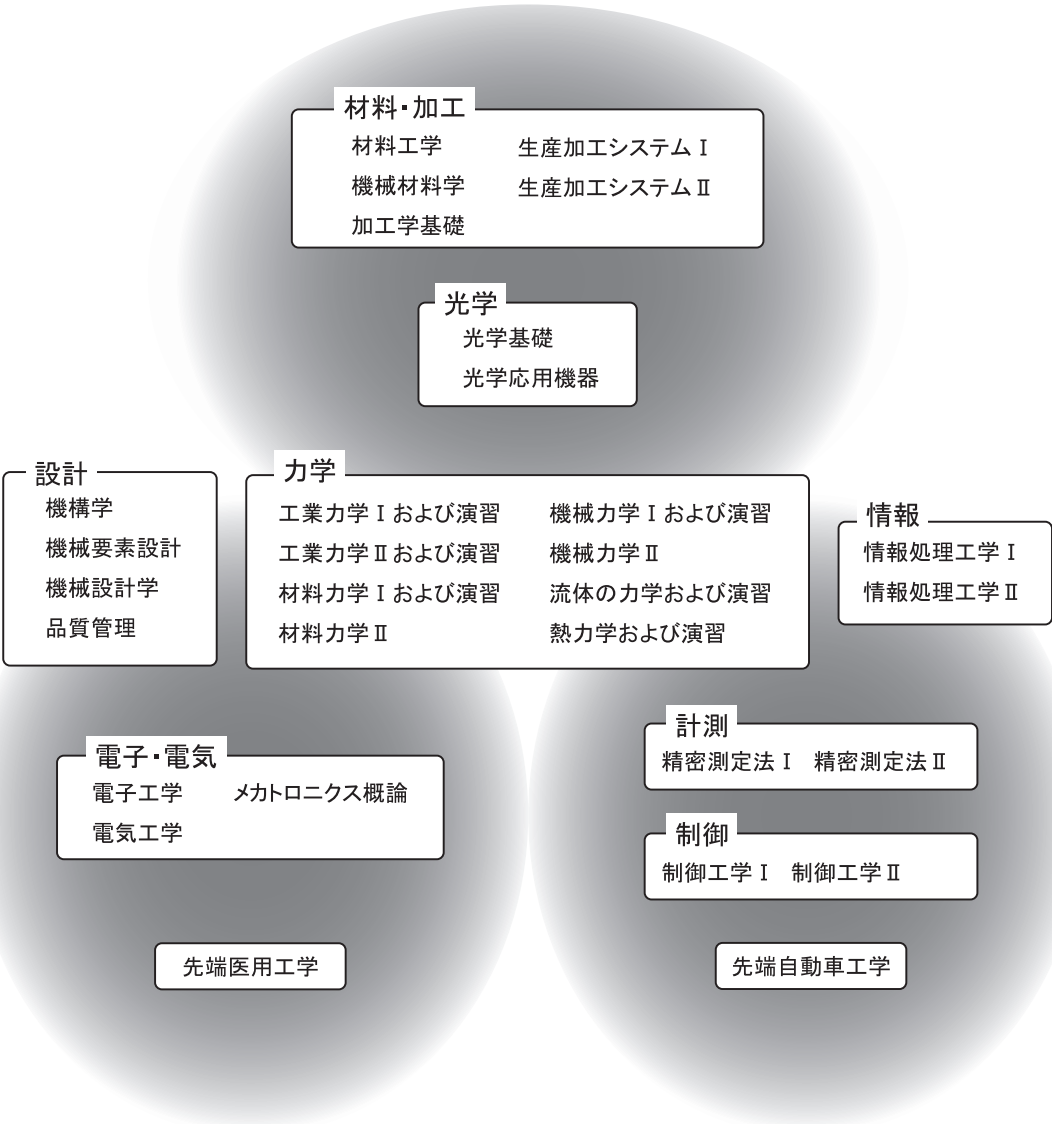 材料・加工
材料工学　生産加工システムⅠ
機械材料学　生産加工システムⅡ
加工学基礎
光学
光学基礎
光学応用機器
設計
機構学
機械要素設計
機械設計学
品質管理
力学
工業力学Ⅰおよび演習　機械力学Ⅰおよび演習
工業力学Ⅱおよび演習　機械力学Ⅱ
材料力学Ⅰおよび演習　流体の力学および演習
材料力学Ⅱ　熱力学および演習
情報
情報処理工学Ⅰ
情報処理工学Ⅱ
電子・電気
電子工学　メカトロニクス概論
電気工学
計測
精密測定法Ⅰ　精密測定法Ⅱ
制御
制御工学Ⅰ　制御工学Ⅱ
先端医用工学
先端自動車工学